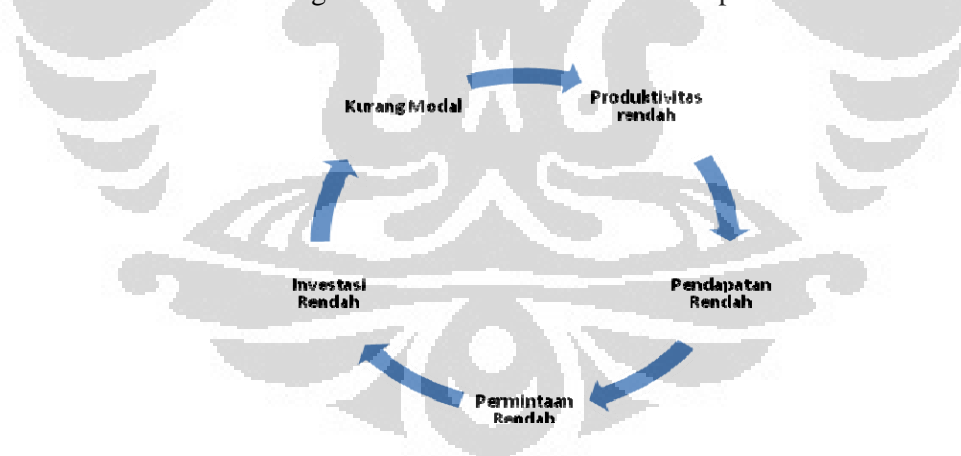 Kurang Modal
Produktivitas
rendah
Pendapatan
Rendah
Permintaan
Rendah
Investasi
Rendah